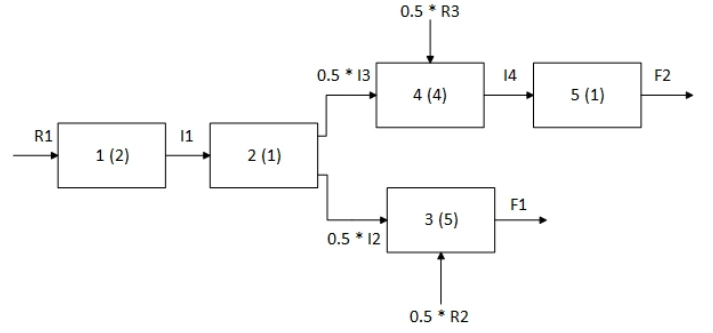 0.5 * R3
0.5 * I3
4 (4)
I4
5 (1)
F2
R1
1 (2)
I1
2 (1)
0.5 * I2
3 (5)
F1
0.5 * R2